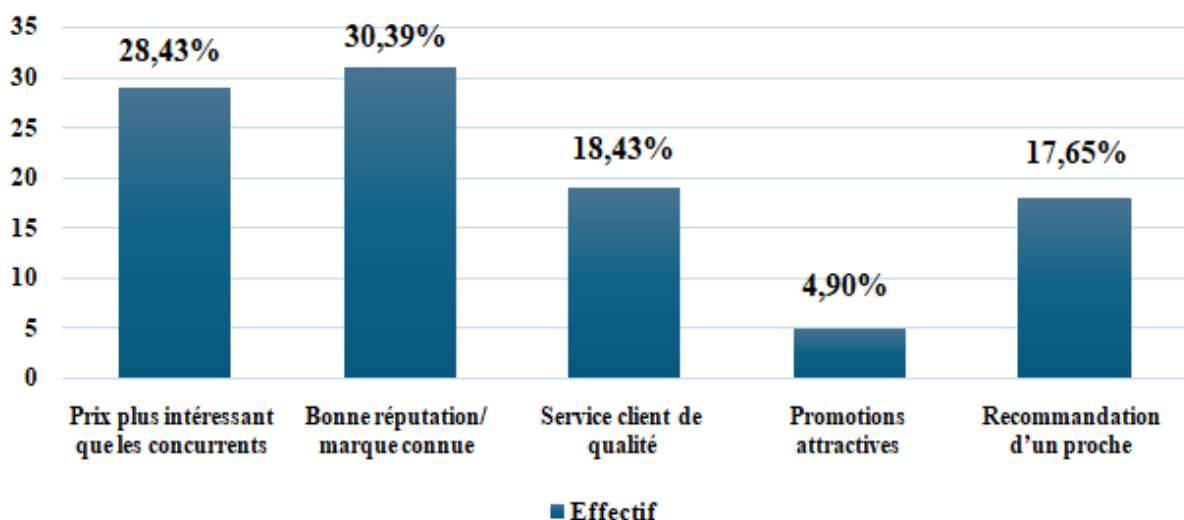 35
30
25
20
15
10
5
0
28,43%
30,39%
18,43%
4,90%
17,65%
Prix plus intéressant
que les concurrents
Bonne réputation/
marque connue
Service client de
qualité
Promotions
attractives
Recommandation
d’un proche
Effectif